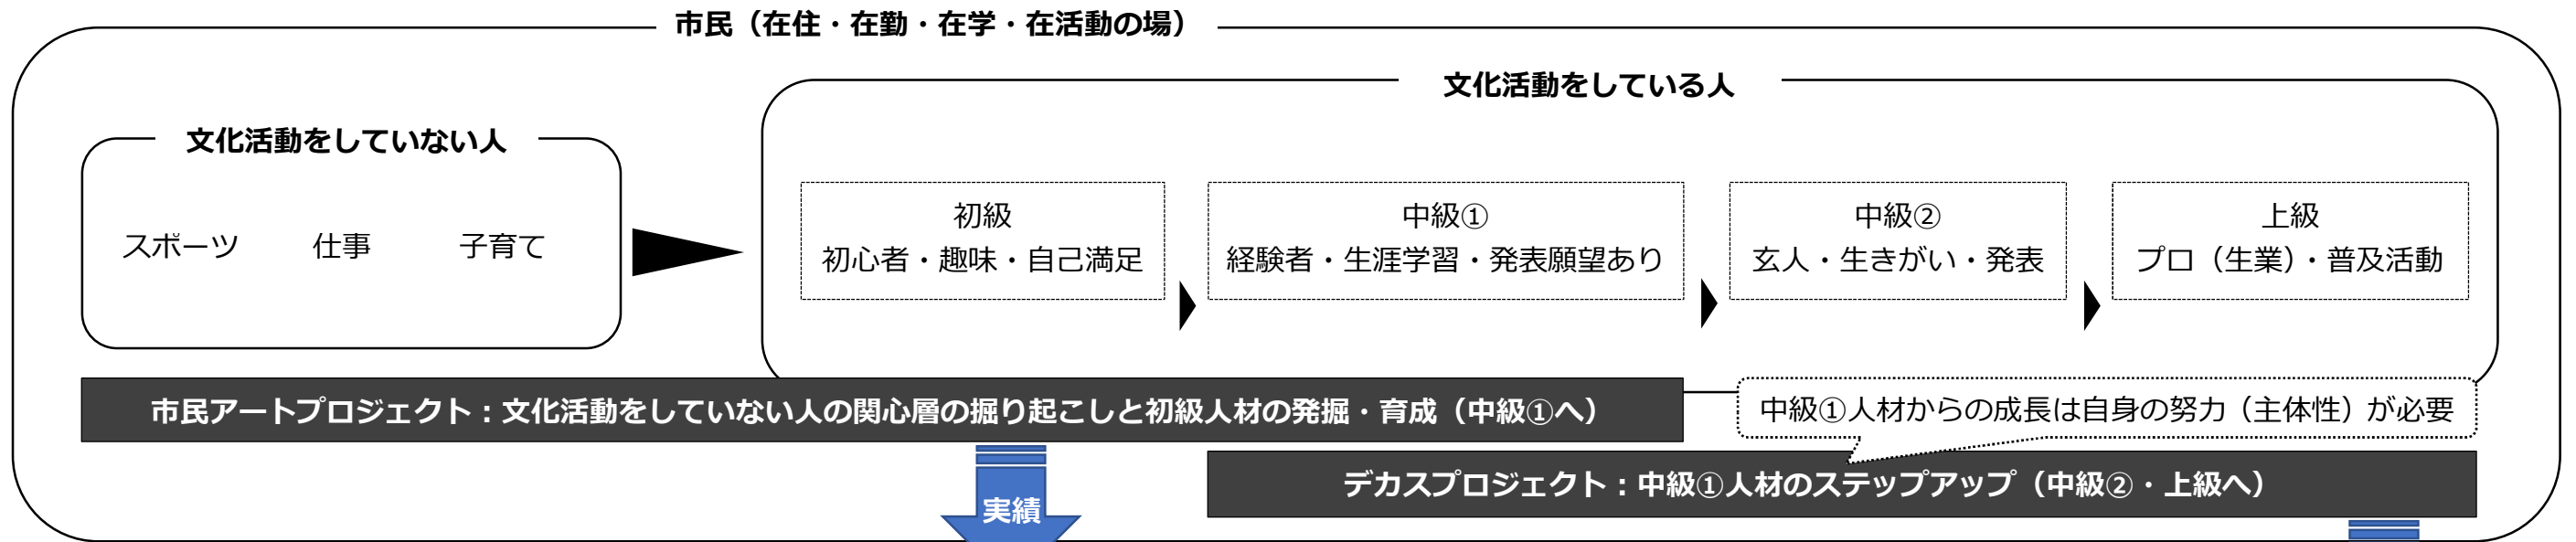 市民（在住・在勤・在学・在活動の場）
文化活動をしていない人
スポーツ　仕事　子育て
文化活動をしている人
初級
初心者・趣味・自己満足
中級①
経験者・生涯学習・発表願望あり
中級②
玄人・生きがい・発表
上級
プロ（生業）・普及活動
市民アートプロジェクト：文化活動をしていない人の関心層の掘り起こしと初級人材の発掘・育成（中級①へ）
中級①人材からの成長は自身の努力（主体性）が必要
デカスプロジェクト：中級①人材のステップアップ（中級②・上級へ）
実績